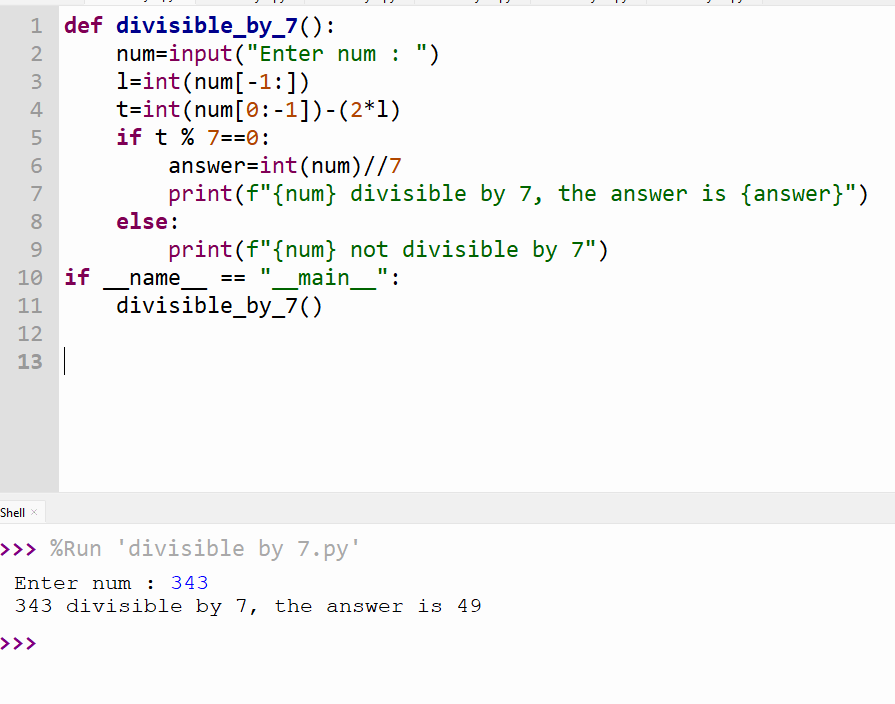 1 def divisible_by_7():
2     num=input("Enter num : ")
3     l=int(num[-1:])
4     t=int(num[0:-1])-(2*l)
5     if t % 7==0:
6         answer=int(num)//7
7         print(f"{num} divisible by 7, the answer is {answer}")
8     else:
9         print(f"{num} not divisible by 7")
10 if __name__ == "__main__":
11     divisible_by_7()
12
13
Shell ×
>>> %Run 'divisible by 7.py'
Enter num : 343
343 divisible by 7, the answer is 49
>>>